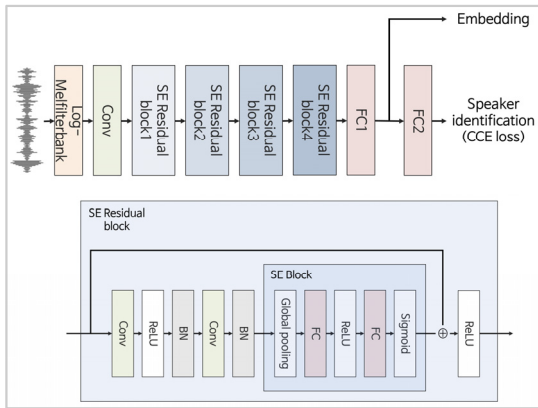 Embedding
Log-
Melfilterbank
Conv
SE Residual
block1
SE Residual
block2
SE Residual
block3
SE Residual
block4
FC1
FC2
Speaker
identification
(CCE loss)
SE Residual
block
SE Block
Conv
ReLU
BN
Conv
BN
Global pooling
FC
ReLU
FC
Sigmoid
⊕
ReLU